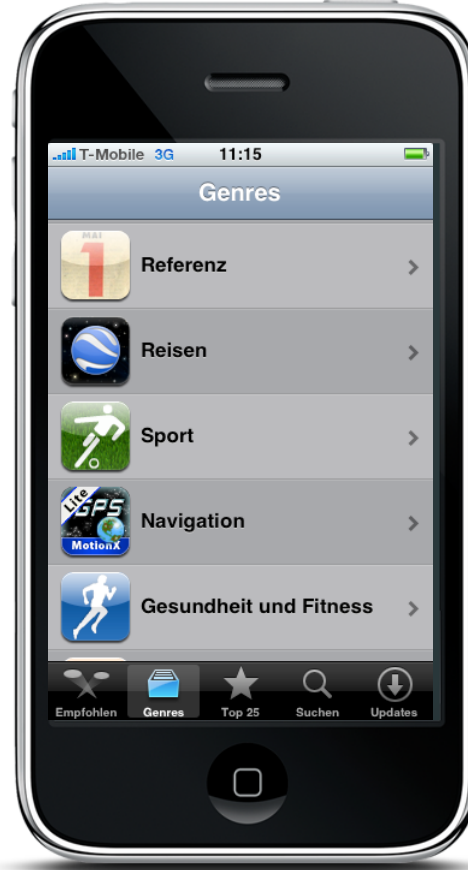 T-Mobile 3G 11:15
Genres
MAI
1
Referenz
Reisen
Sport
Lite
GPS
MotionX
Navigation
Gesundheit und Fitness
Empfohlen Genres Top 25 Suchen Updates